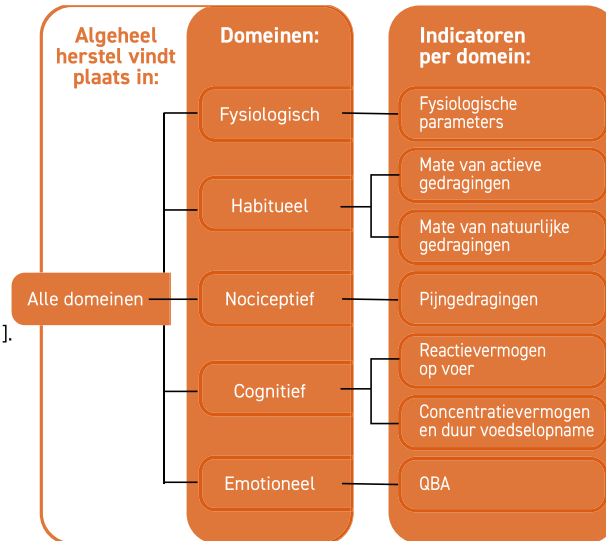 Algeheel
herstel vindt
plaats in:
Domeinen:
Indicatoren
per domein:
Alle domeinen
].
Fysiologisch
Fysiologische
parameters
Habitueel
Mate van actieve
gedragingen
Mate van natuurlijke
gedragingen
Nociceptief
Pijngedragingen
Cognitief
Reactievermogen
op voer
Concentratievermogen
en duur voedselopname
Emotioneel
QBA